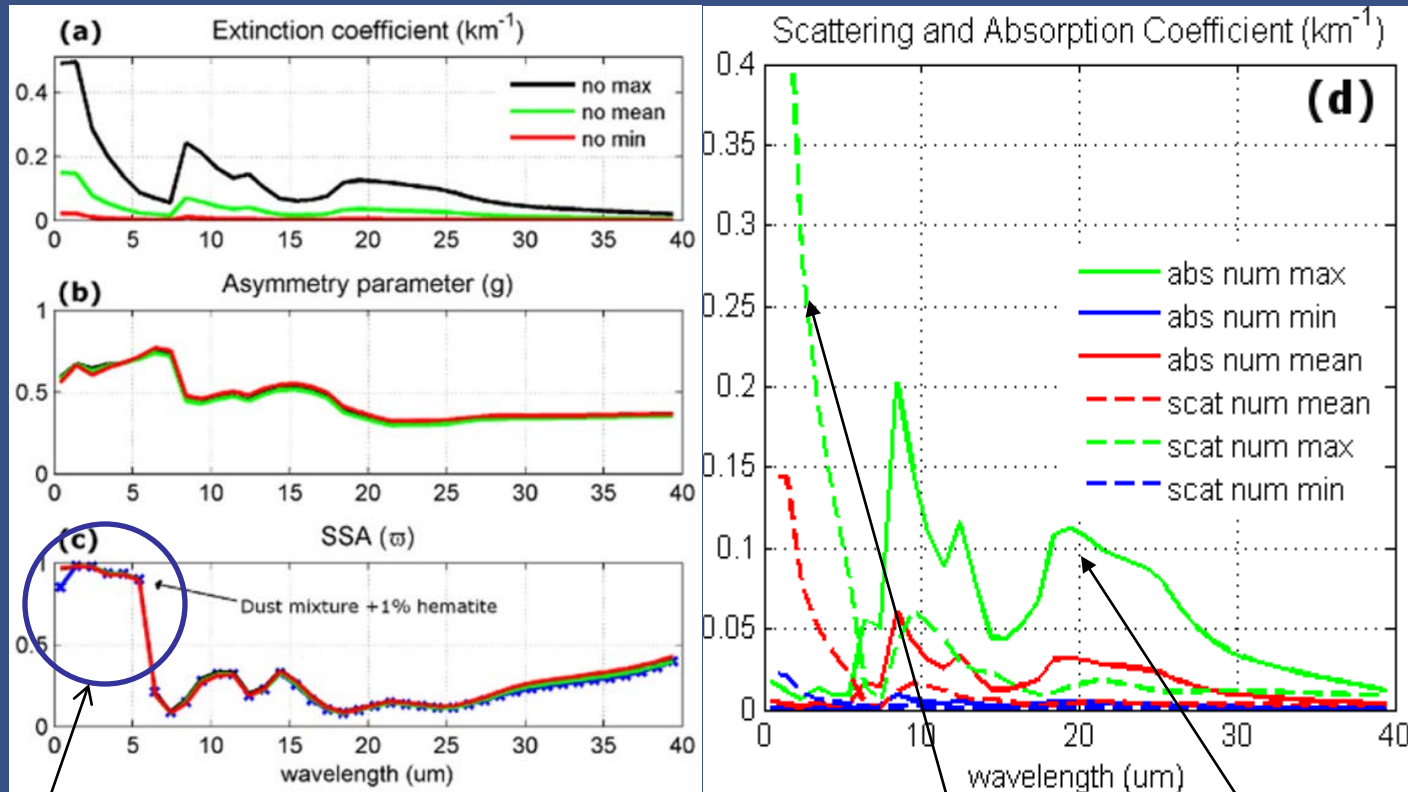 (a)
Extinction coefficient (km-1)
0.4
0.2
0
no max
no mean
no min
0 5 10 15 20 25 30 35 40
(b)
Asymmetry parameter (g)
1
0.5
0
0 5 10 15 20 25 30 35 40
(c)
SSA (ϖ)
1
0.5
0
Dust mixture +1% hematite
0 5 10 15 20 25 30 35 40
wavelength (um)
Scattering and Absorption Coefficient (km-1)
(d)
0.4
0.35
0.3
0.25
0.2
0.15
0.1
0.05
0
abs num max
abs num min
abs num mean
scat num mean
scat num max
scat num min
0 10 20 30 40
wavelength (um)